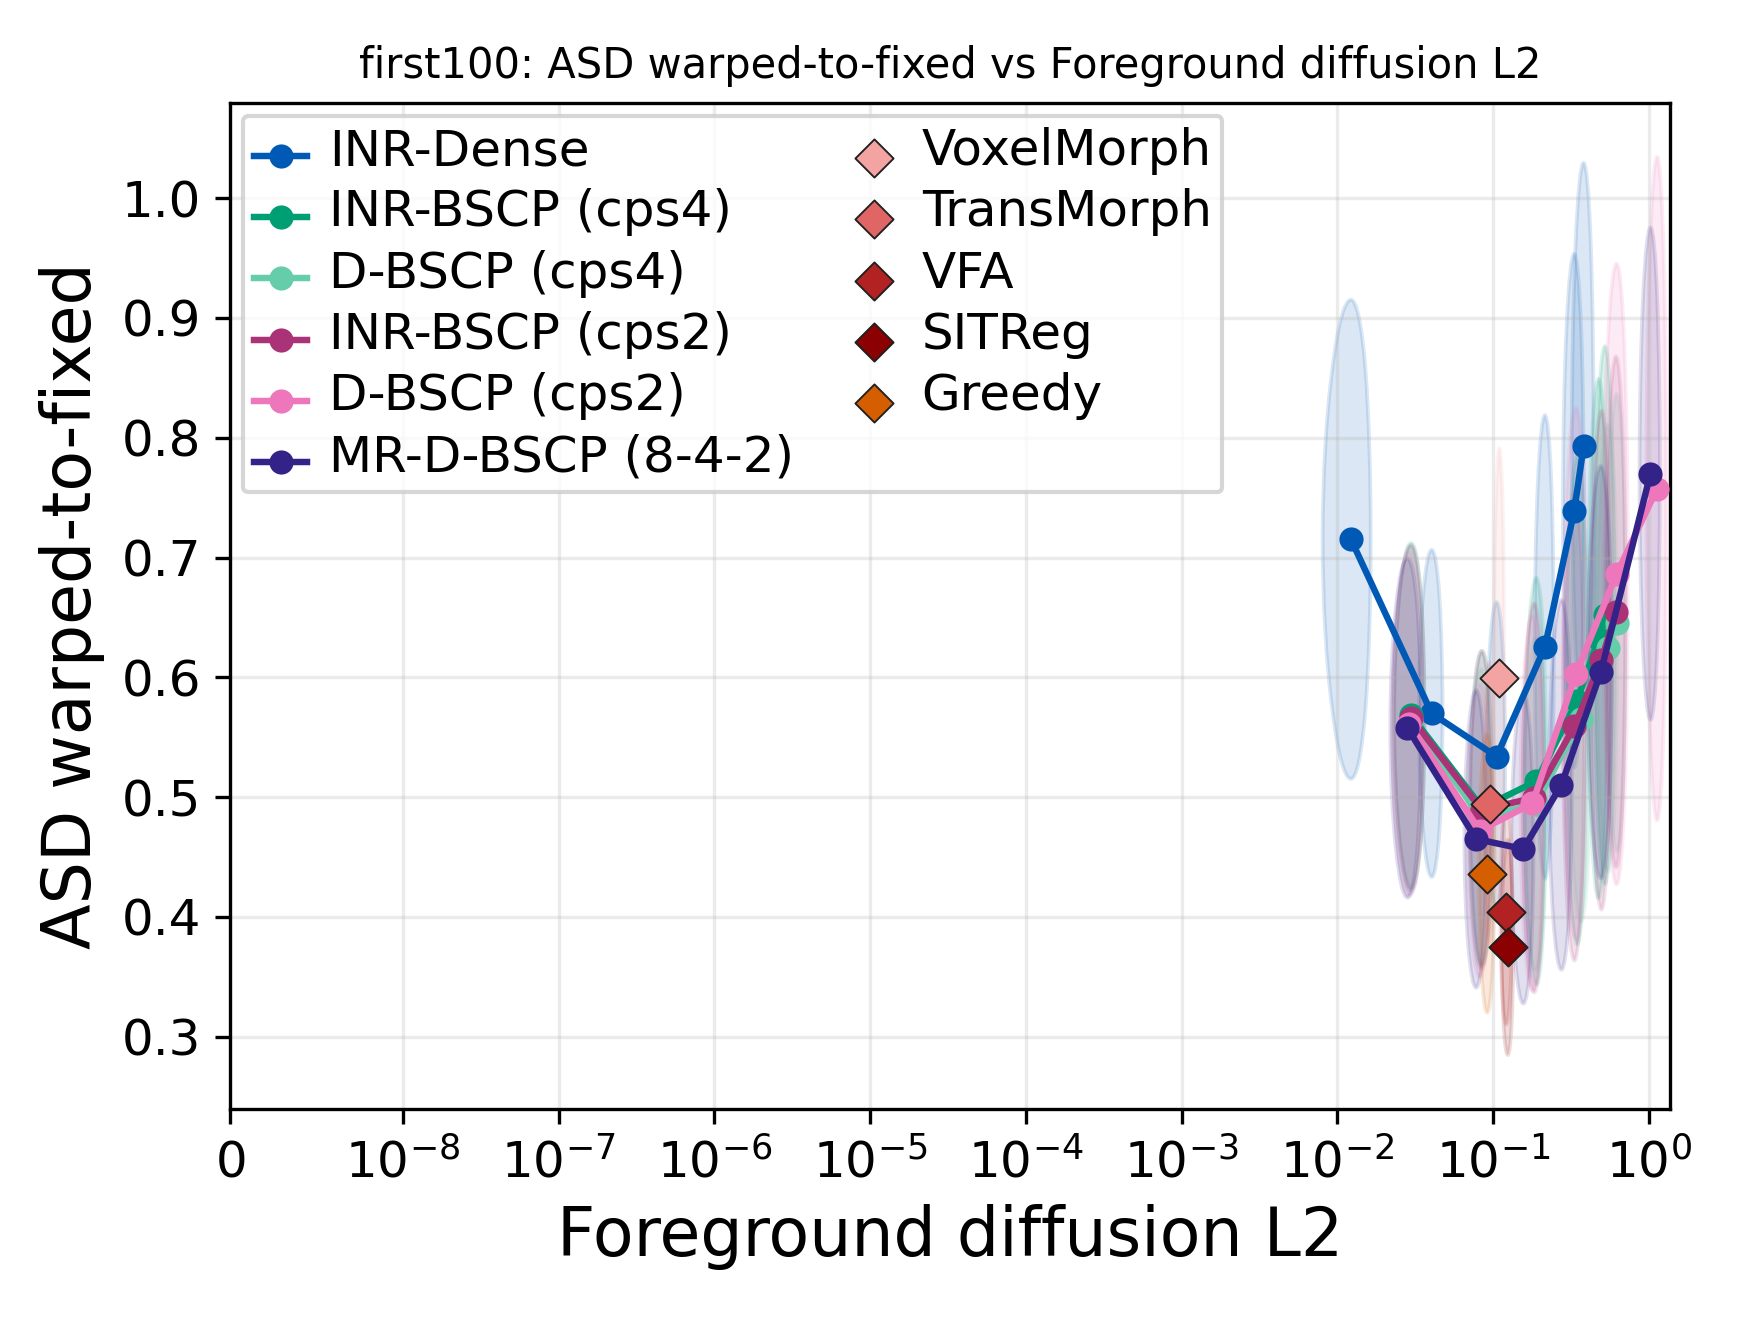 first100: ASD warped-to-fixed vs Foreground diffusion L2
ASD warped-to-fixed
1.0
0.9
0.8
0.7
0.6
0.5
0.4
0.3
INR-Dense
INR-BSCP (cps4)
D-BSCP (cps4)
INR-BSCP (cps2)
D-BSCP (cps2)
MR-D-BSCP (8-4-2)
VoxelMorph
TransMorph
VFA
SITReg
Greedy
0 10⁻⁸ 10⁻⁷ 10⁻⁶ 10⁻⁵ 10⁻⁴ 10⁻³ 10⁻² 10⁻¹ 10⁰
Foreground diffusion L2